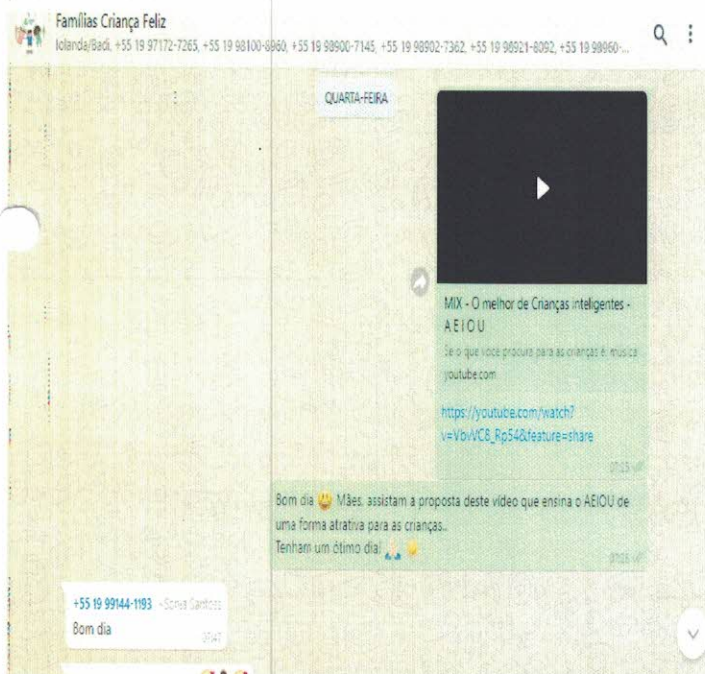 Famílias Criança Feliz
Iolanda/Badi, +55 19 97172-7265, +55 19 98100-8960, +55 19 98900-7145, +55 19 98902-7362, +55 19 98921-8092, +55 19 98960-...
QUARTA-FEIRA
MIX - O melhor de Crianças inteligentes -
A E I O U
Se o que você procura para as crianças é música
youtube.com
https://youtube.com/watch?
v=VbvVC8_Rp54&feature=share
Bom dia 😃 Mães, assistam a proposta deste vídeo que ensina o AEIOU de
uma forma atrativa para as crianças..
Tenham um ótimo dia! 🙏 🌞
+55 19 99144-1193
Bom dia